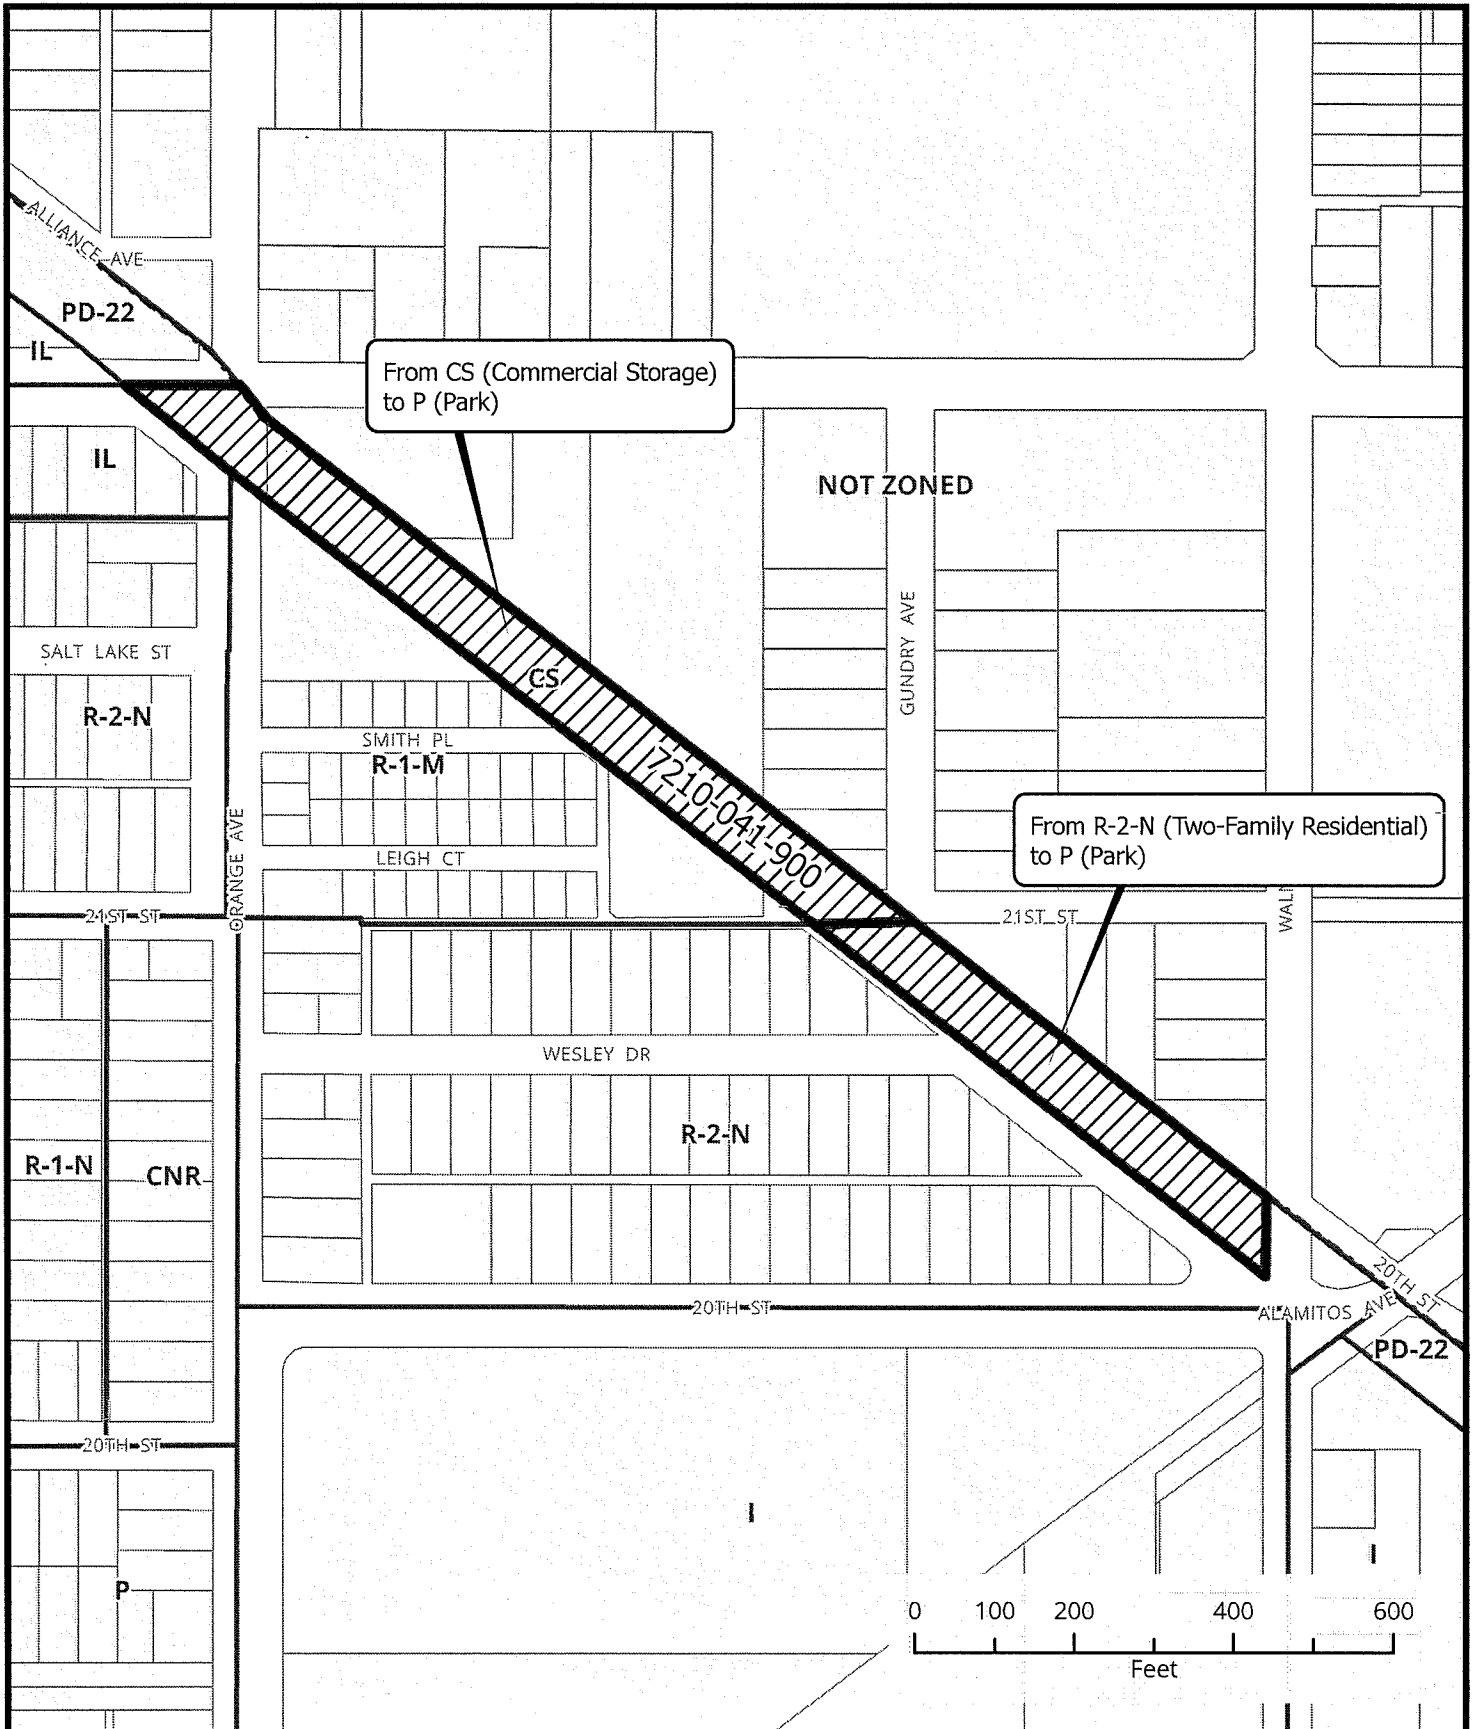 ALLIANCE AVE
PD-22
IL
From CS (Commercial Storage)
to P (Park)
IL
NOT ZONED
GUNDRY AVE
SALT LAKE ST
CS
R-2-N
SMITH PL
R-1-M
7210-041-900
From R-2-N (Two-Family Residential)
to P (Park)
ORANGE AVE
LEIGH CT
21ST ST
21ST ST
WESLEY DR
R-2-N
R-1-N
CNR
20TH ST
20TH ST
ALAMITOS AVE
PD-22
20TH ST
I
I
P
0 100 200 400 600
Feet